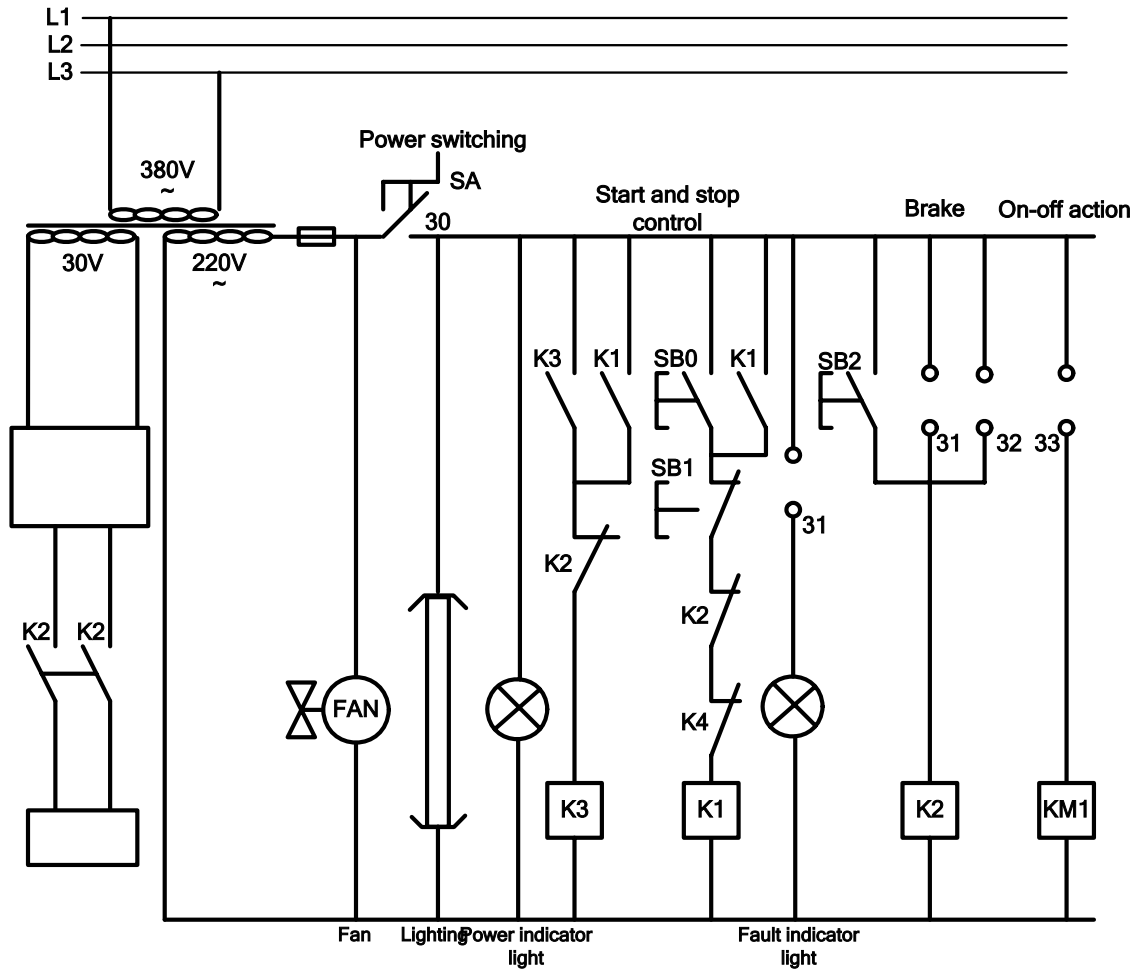 L1
L2
L3
Power switching
380V
~
SA
30
Start and stop
control
Brake
On-off action
30V
220V
~
K3
K1
SB0
K1
SB2
31
32
33
SB1
31
K2
K2
K2
K2
K4
FAN
K3
K1
K2
KM1
Fan
Lighting
Power indicator
light
Fault indicator
light